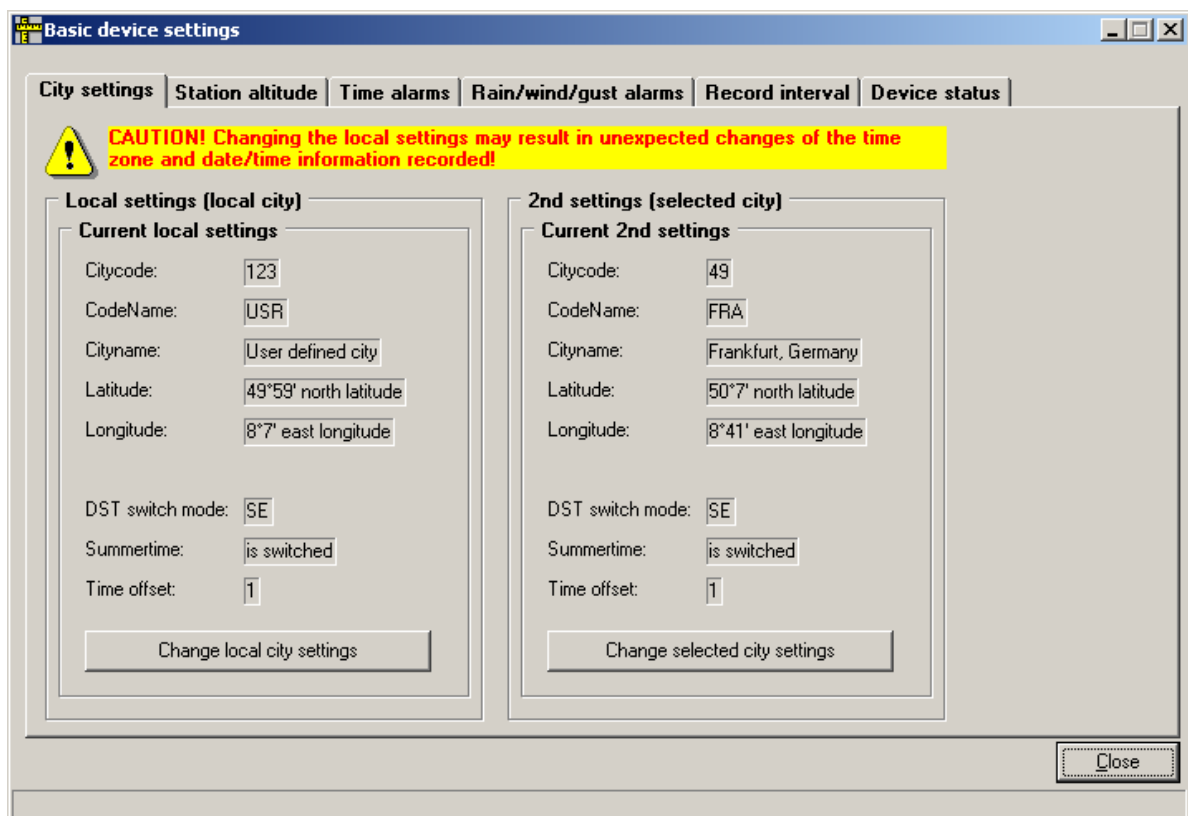 Basic device settings
City settings Station altitude Time alarms Rain/wind/gust alarms Record interval Device status
CAUTION! Changing the local settings may result in unexpected changes of the time
zone and date/time information recorded!
Local settings (local city)
Current local settings
Citycode: 123
CodeName: USR
Cityname: User defined city
Latitude: 49°59' north latitude
Longitude: 8°7' east longitude
DST switch mode: SE
Summertime: is switched
Time offset: 1
Change local city settings
2nd settings (selected city)
Current 2nd settings
Citycode: 49
CodeName: FRA
Cityname: Frankfurt, Germany
Latitude: 50°7' north latitude
Longitude: 8°41' east longitude
DST switch mode: SE
Summertime: is switched
Time offset: 1
Change selected city settings
Close